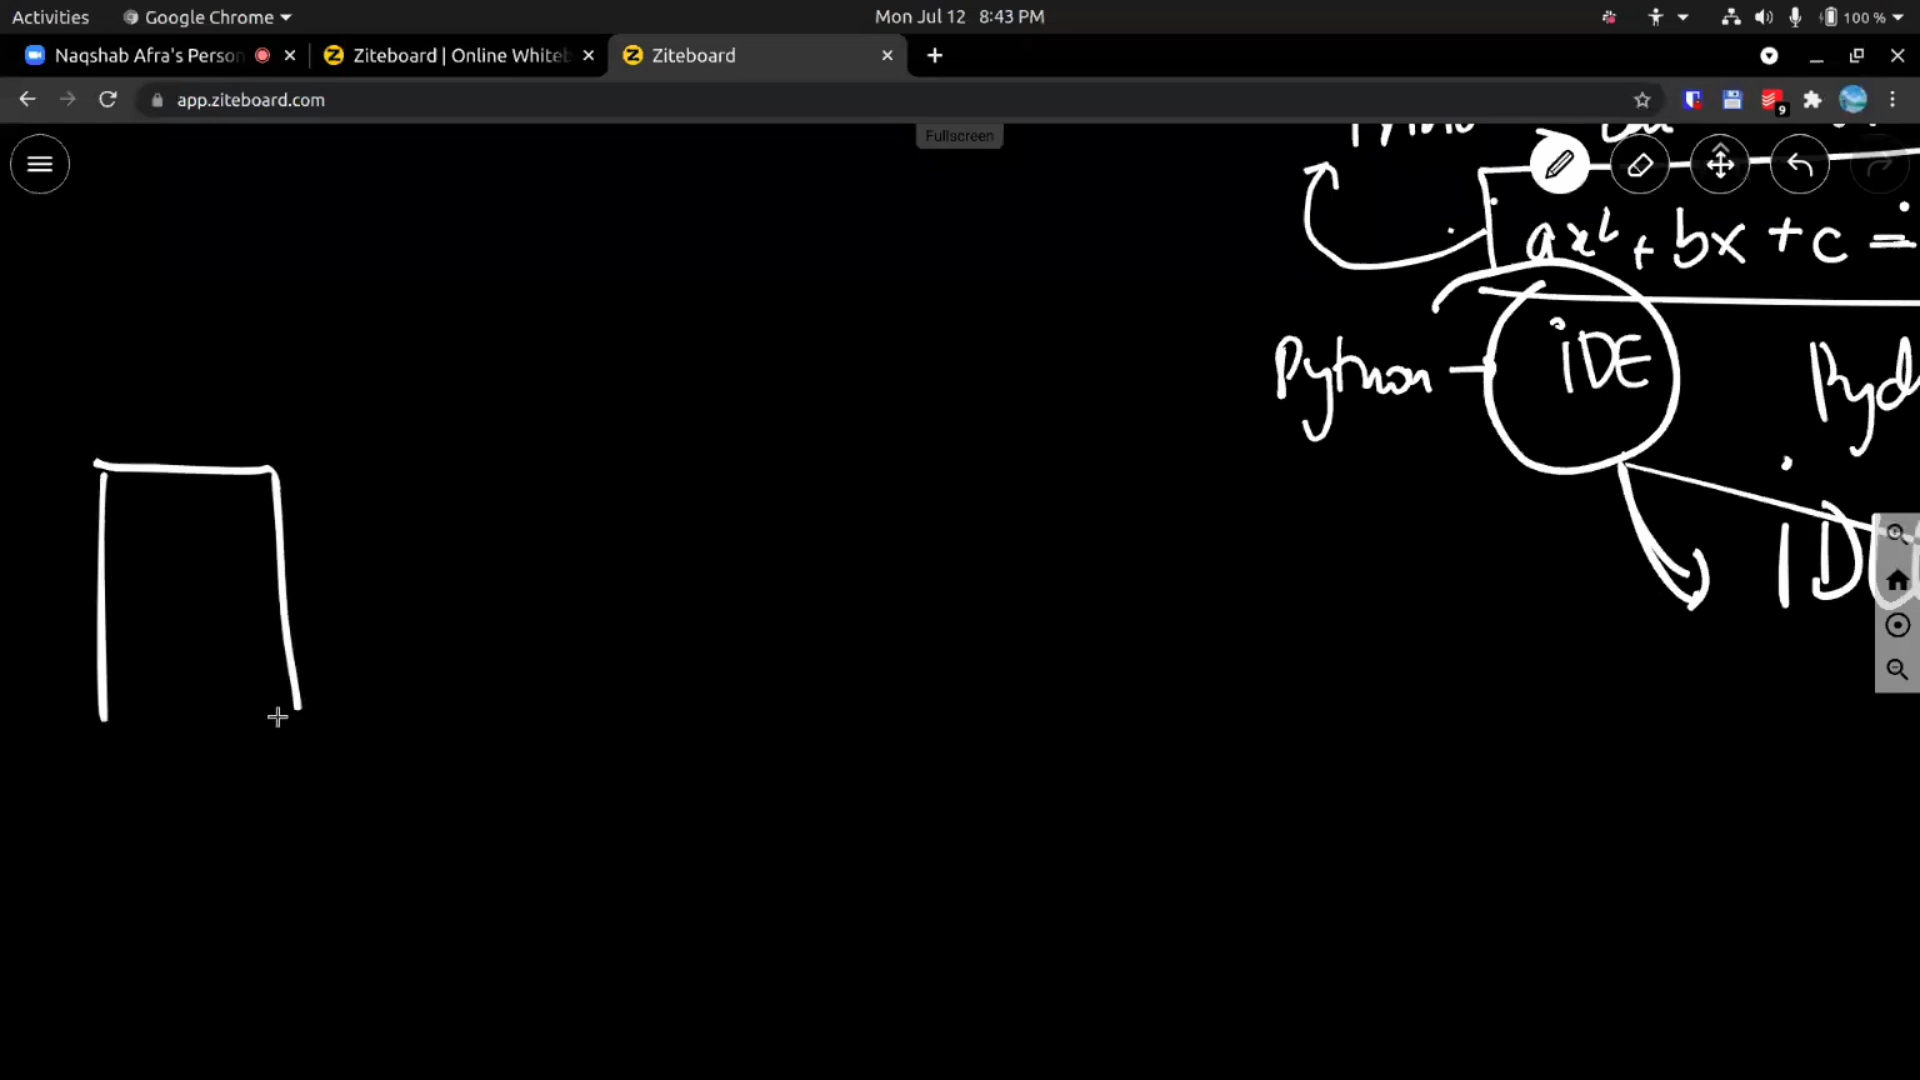 Activities Google Chrome Mon Jul 12 8:43 PM 100 %
Naqshab Afra's Person Ziteboard | Online Whiteb Ziteboard
app.ziteboard.com 9
Fullscreen
ax² + bx + c =
Python iDE